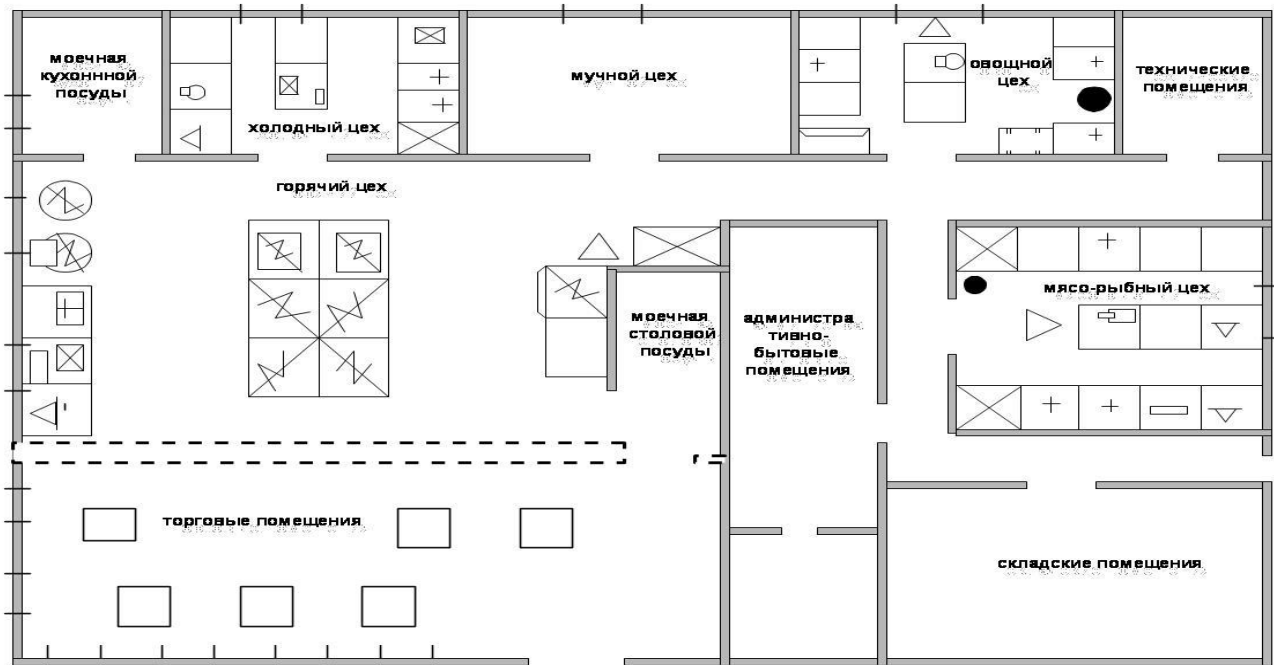 моечная
кухоннной
посуды
холодный цех
мучной цех
овощной
цех
технические
помещения
горячий цех
моечная
столовой
посуды
администра
тивно-
бытовые
помещения
мясо-рыбный цех
торговые помещения
складские помещения